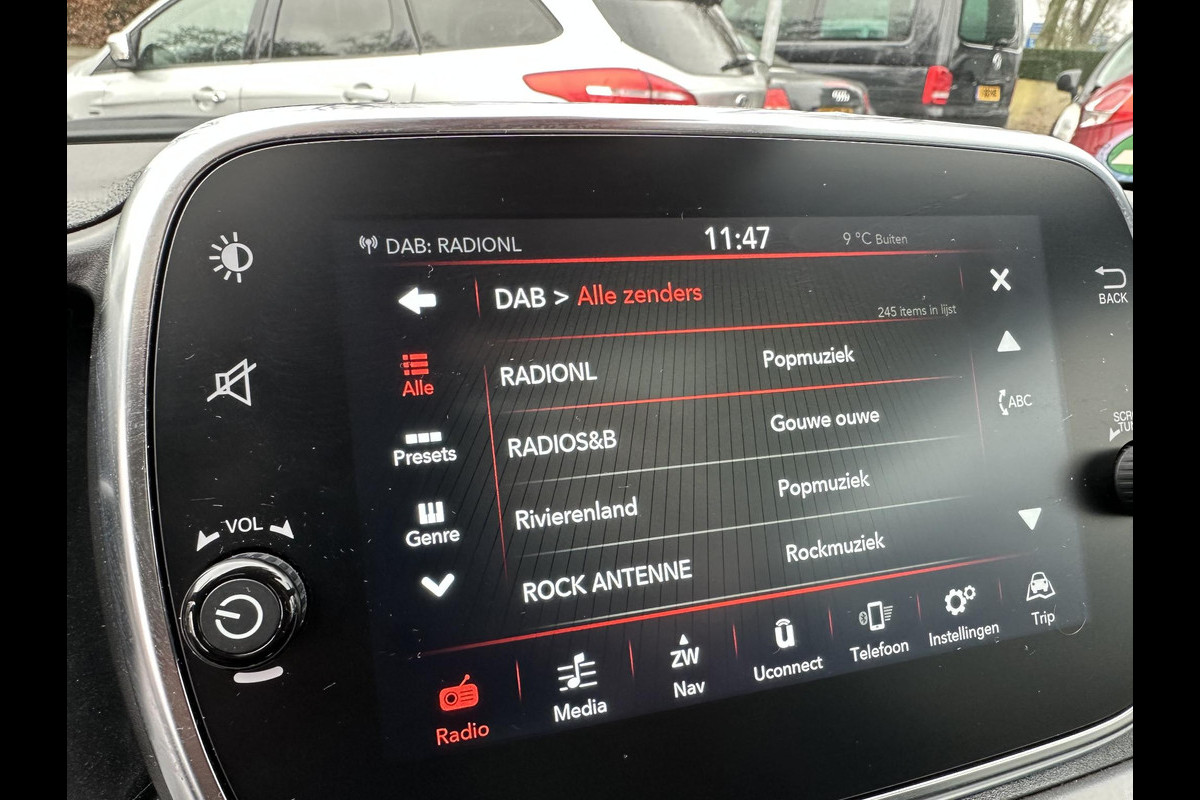 DAB: RADIONL 11:47 9 °C Buiten
DAB > Alle zenders
245 items in lijst
BACK
Alle
RADIONL Popmuziek
ABC
Presets
RADIOS&B Gouwe ouwe
Genre
Rivierenland Popmuziek
ROCK ANTENNE Rockmuziek
VOL
Radio
Media
ZW
Nav
Uconnect
Telefoon
Instellingen
Trip